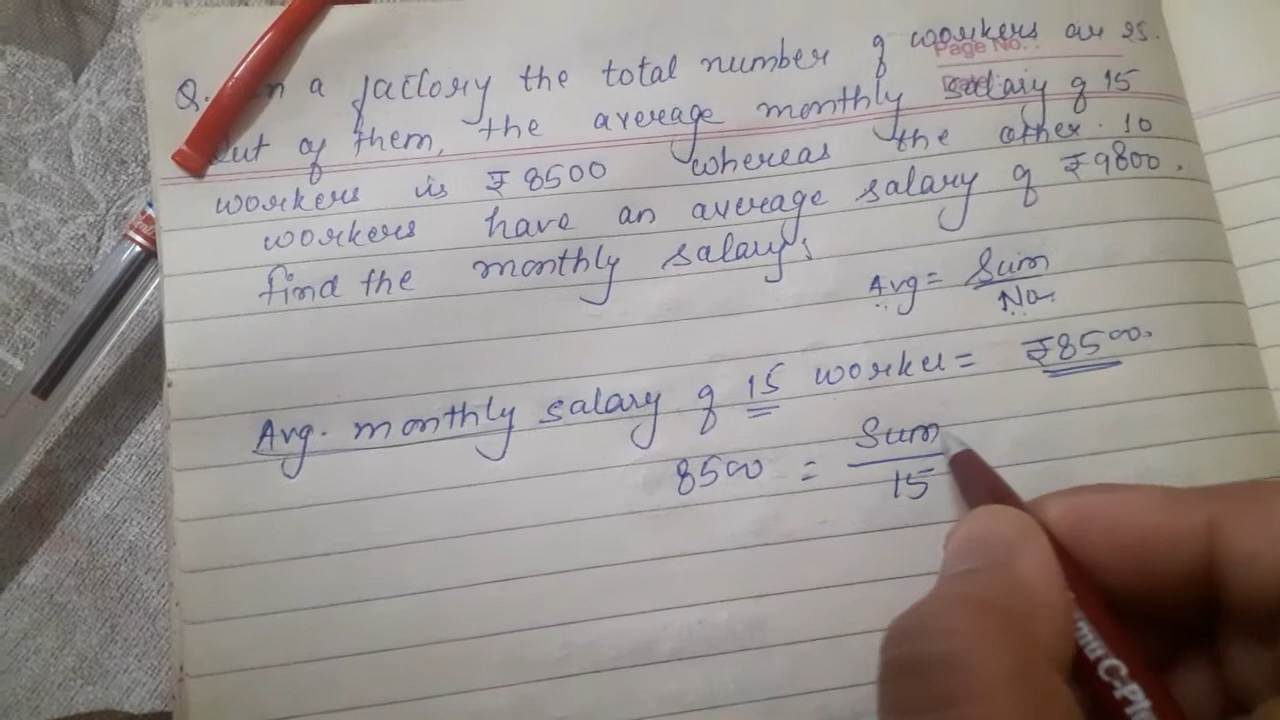 Q. In a factory the total number of workers are 25.
Page No.
out of them, the average monthly salary of 15
workers is ₹ 8500 whereas the other 10
workers have an average salary of ₹ 9800.
find the monthly salary;
Avg = Sum
No.
Avg. monthly salary of 15 worker = ₹8500.
8500 = Sum
15